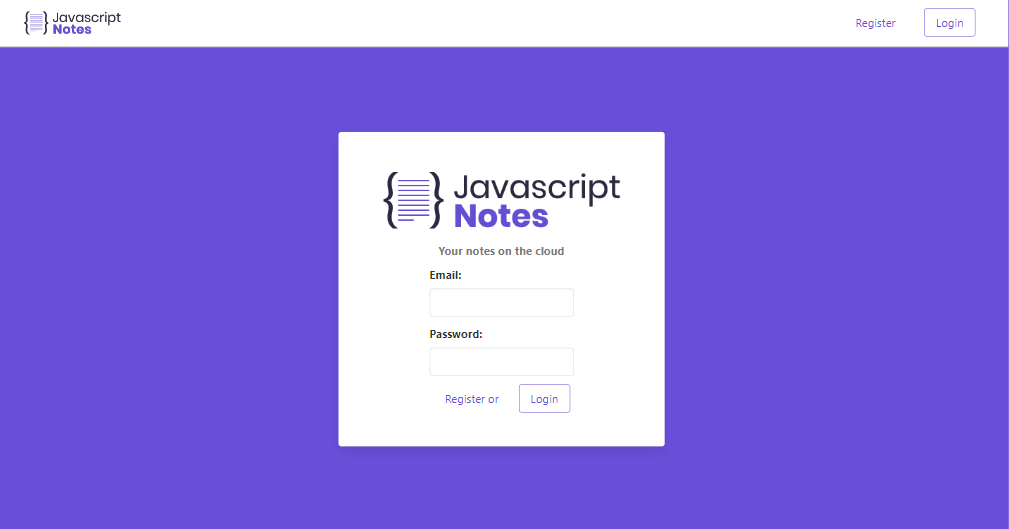 Javascript
Notes
Register
Login
Javascript
Notes
Your notes on the cloud
Email:
Password:
Register or
Login